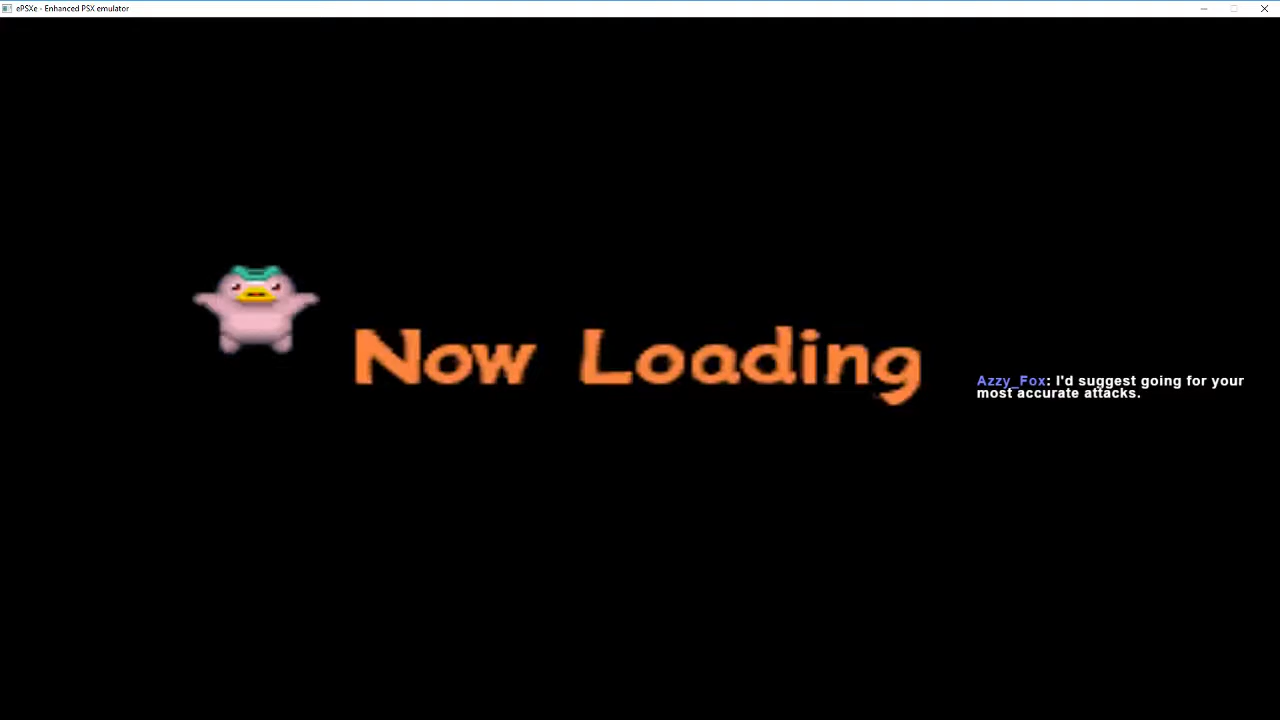 ePSXe - Enhanced PSX emulator
Now Loading
Azzy_Fox: I'd suggest going for your
most accurate attacks.